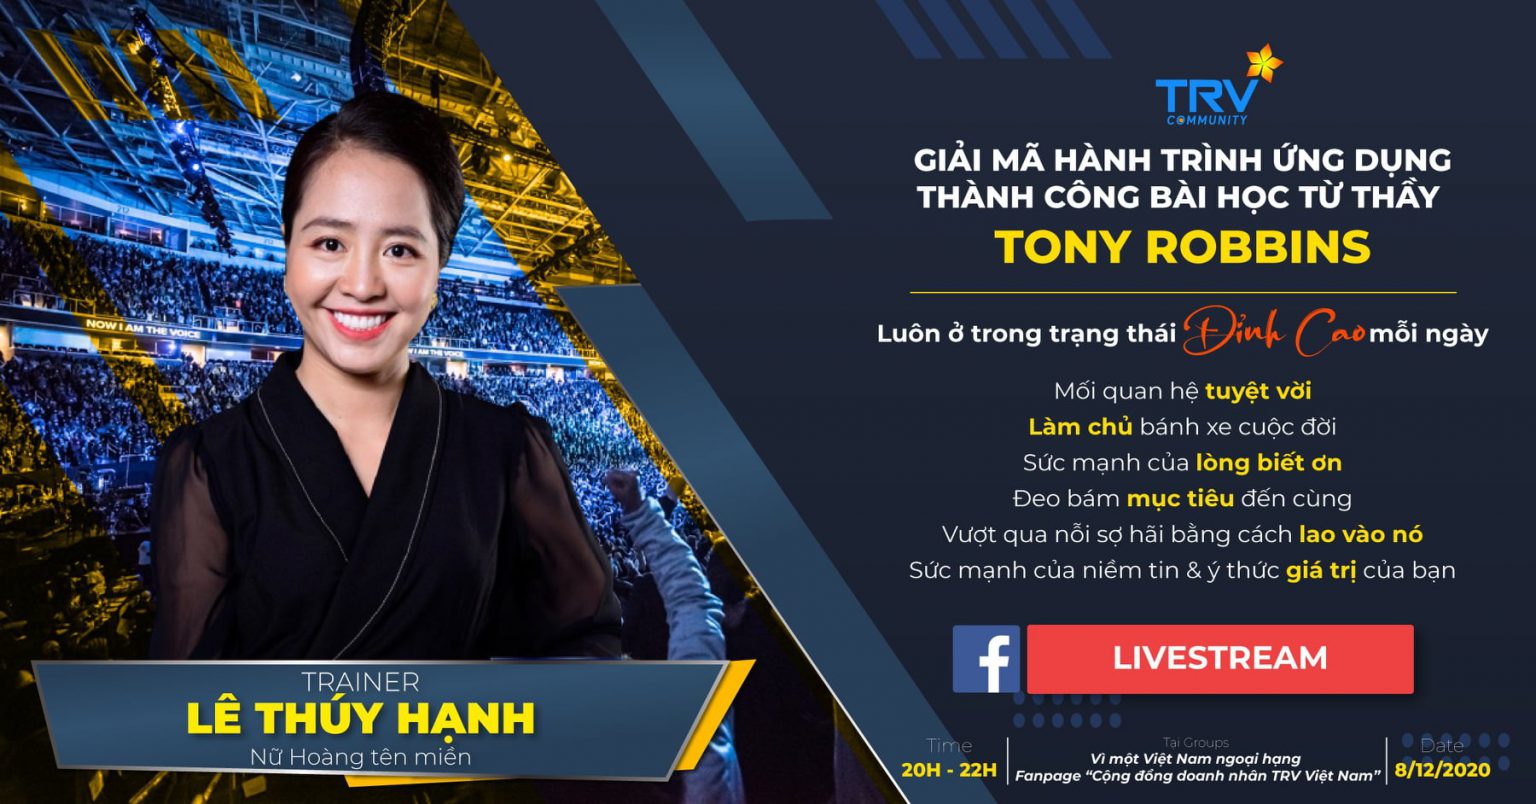 TRV
COMMUNITY
GIẢI MÃ HÀNH TRÌNH ỨNG DỤNG
THÀNH CÔNG BÀI HỌC TỪ THẦY
TONY ROBBINS
Luôn ở trong trạng thái Đỉnh Cao mỗi ngày
Mối quan hệ tuyệt vời
Làm chủ bánh xe cuộc đời
Sức mạnh của lòng biết ơn
Đeo bám mục tiêu đến cùng
Vượt qua nỗi sợ hãi bằng cách lao vào nó
Sức mạnh của niềm tin & ý thức giá trị của bạn
f LIVESTREAM
NOW I AM THE VOICE
I AM THE VOICE
TRAINER
LÊ THÚY HẠNH
Nữ Hoàng tên miền
Time
20H - 22H
Tại Groups
Vì một Việt Nam ngoại hạng
Fanpage “Cộng đồng doanh nhân TRV Việt Nam”
Date
8/12/2020